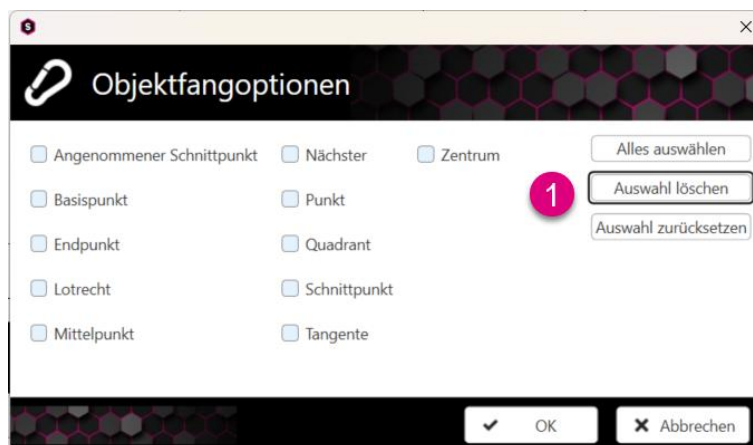 S
Objektfangoptionen
Angenommener Schnittpunkt
Nächster
Zentrum
Alles auswählen
Basispunkt
Punkt
1
Auswahl löschen
Endpunkt
Quadrant
Auswahl zurücksetzen
Lotrecht
Schnittpunkt
Mittelpunkt
Tangente
OK
Abbrechen